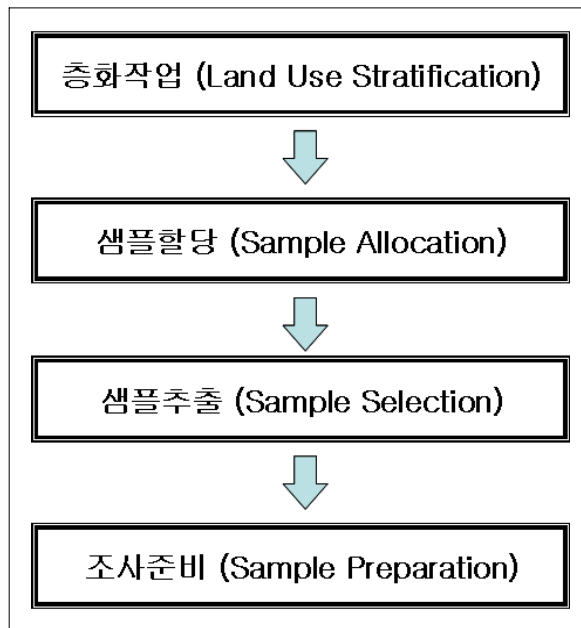 층화작업 (Land Use Stratification)
샘플할당 (Sample Allocation)
샘플추출 (Sample Selection)
조사준비 (Sample Preparation)